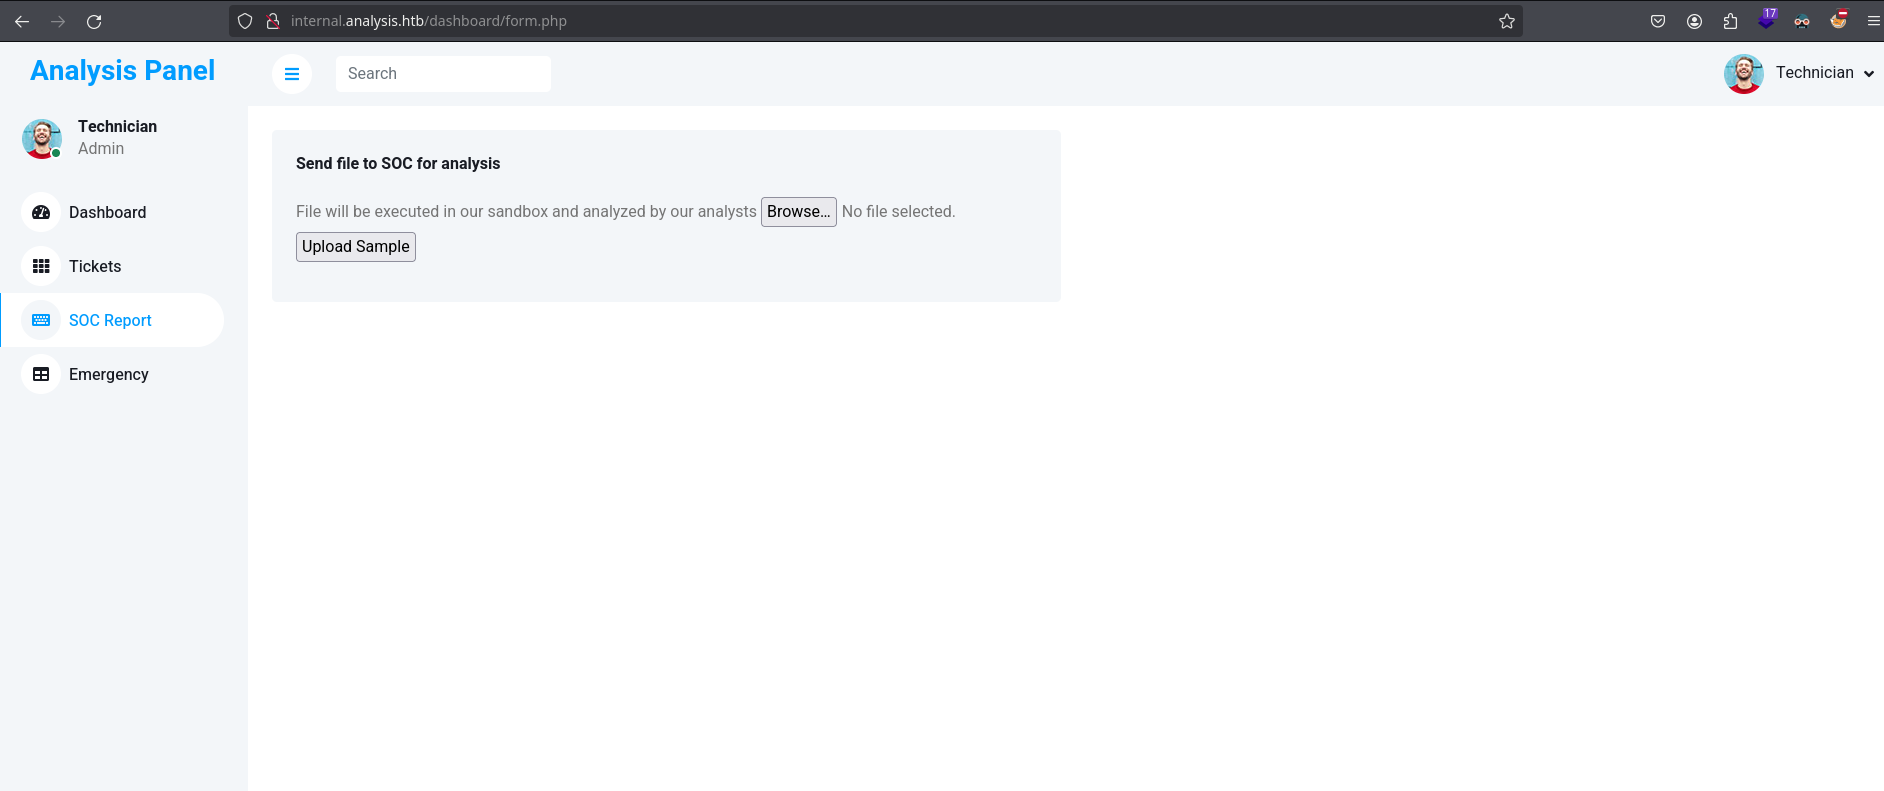 internal.analysis.htb/dashboard/form.php
17
Analysis Panel
Search
Technician
Technician
Admin
Dashboard
Tickets
SOC Report
Emergency
Send file to SOC for analysis
File will be executed in our sandbox and analyzed by our analysts Browse... No file selected.
Upload Sample